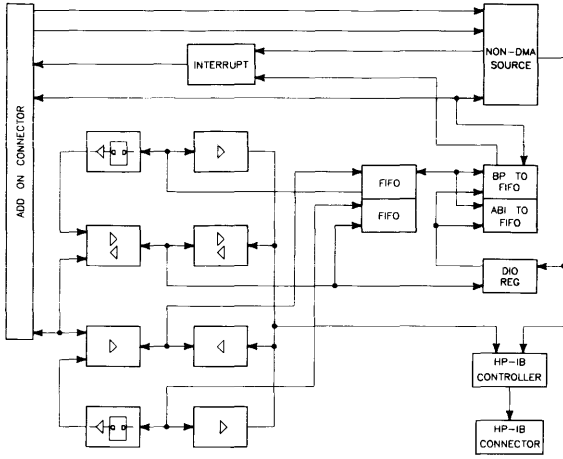 ADD ON CONNECTOR
INTERRUPT
NON-DMA
SOURCE
FIFO
FIFO
BP TO
FIFO
ABI TO
FIFO
DIO
REG
HP-IB
CONTROLLER
HP-IB
CONNECTOR